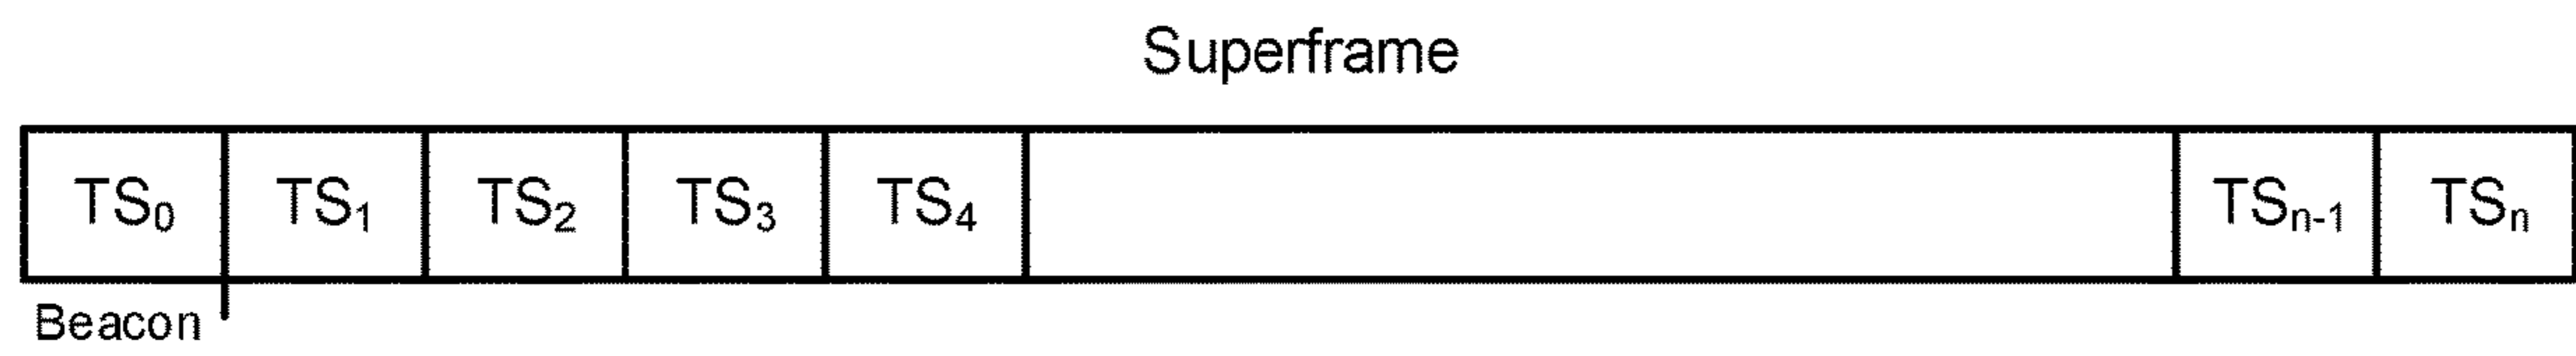 Superframe
TS₀ TS₁ TS₂ TS₃ TS₄ TSₙ₋₁ TSₙ
Beacon